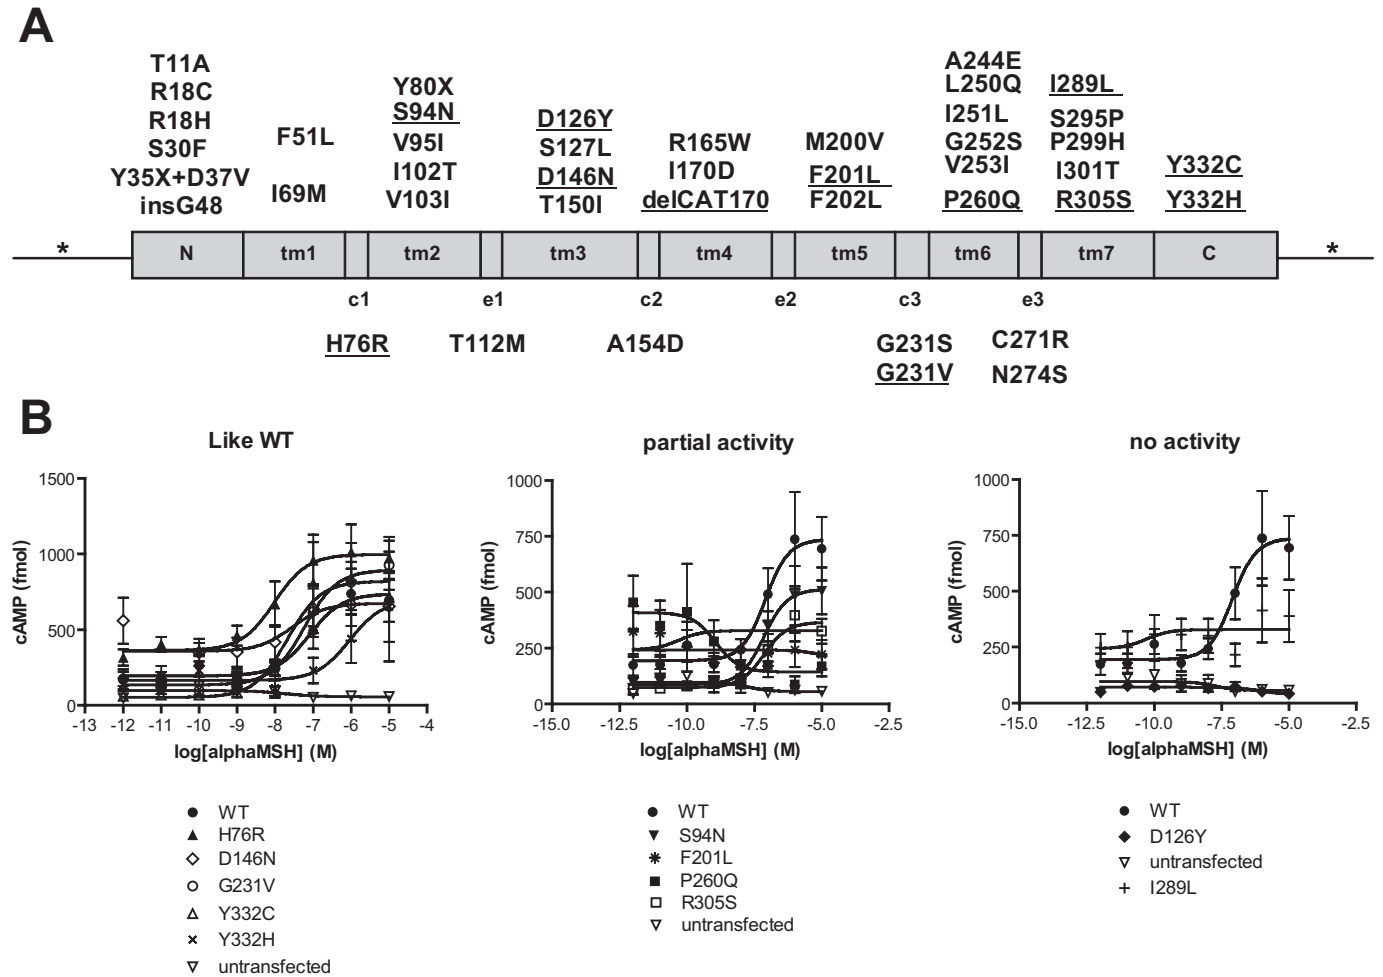 A
T11A
R18C
R18H
S30F
Y35X+D37V
insG48
F51L
I69M
Y80X
S94N
V95I
I102T
V103I
D126Y
S127L
D146N
T150I
R165W
I170D
delCAT170
M200V
F201L
F202L
A244E
L250Q
I251L
G252S
V253I
P260Q
I289L
S295P
P299H
I301T
R305S
Y332C
Y332H
* N tm1 tm2 tm3 tm4 tm5 tm6 tm7 C *
c1 e1 c2 e2 c3 e3
H76R T112M A154D G231S C271R
G231V N274S
B
Like WT
1500
1000
500
0
cAMP (fmol)
-13 -12 -11 -10 -9 -8 -7 -6 -5 -4
log[alphaMSH] (M)
WT
H76R
D146N
G231V
Y332C
Y332H
untransfected
partial activity
1000
750
500
250
0
cAMP (fmol)
-15.0 -12.5 -10.0 -7.5 -5.0 -2.5
log[alphaMSH] (M)
WT
S94N
F201L
P260Q
R305S
untransfected
no activity
1000
750
500
250
0
cAMP (fmol)
-15.0 -12.5 -10.0 -7.5 -5.0 -2.5
log[alphaMSH] (M)
WT
D126Y
untransfected
I289L